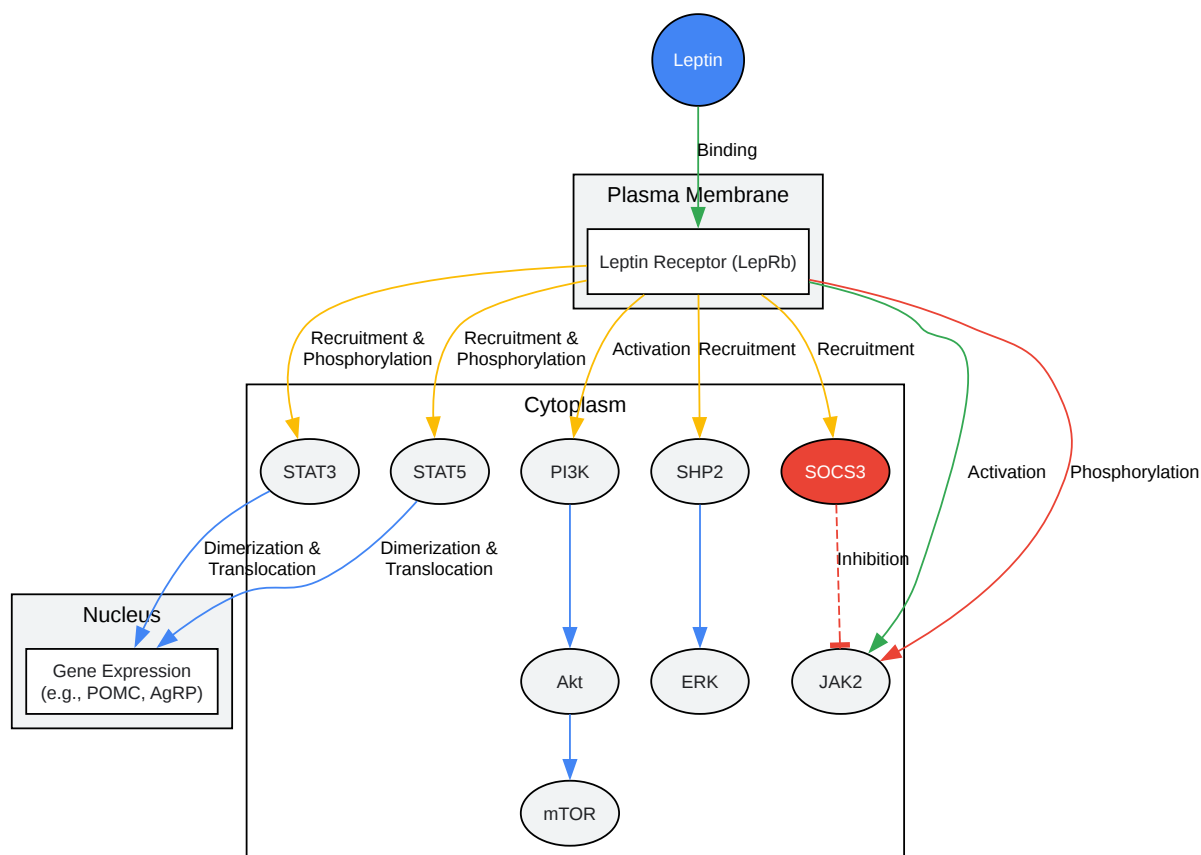 Leptin
Binding
Plasma Membrane
Leptin Receptor (LepRb)
Recruitment &
Phosphorylation
Recruitment &
Phosphorylation
Activation
Recruitment
Recruitment
Cytoplasm
STAT3
STAT5
PI3K
SHP2
SOCS3
Activation
Phosphorylation
Dimerization &
Translocation
Dimerization &
Translocation
Inhibition
Nucleus
Gene Expression
(e.g., POMC, AgRP)
Akt
ERK
JAK2
mTOR